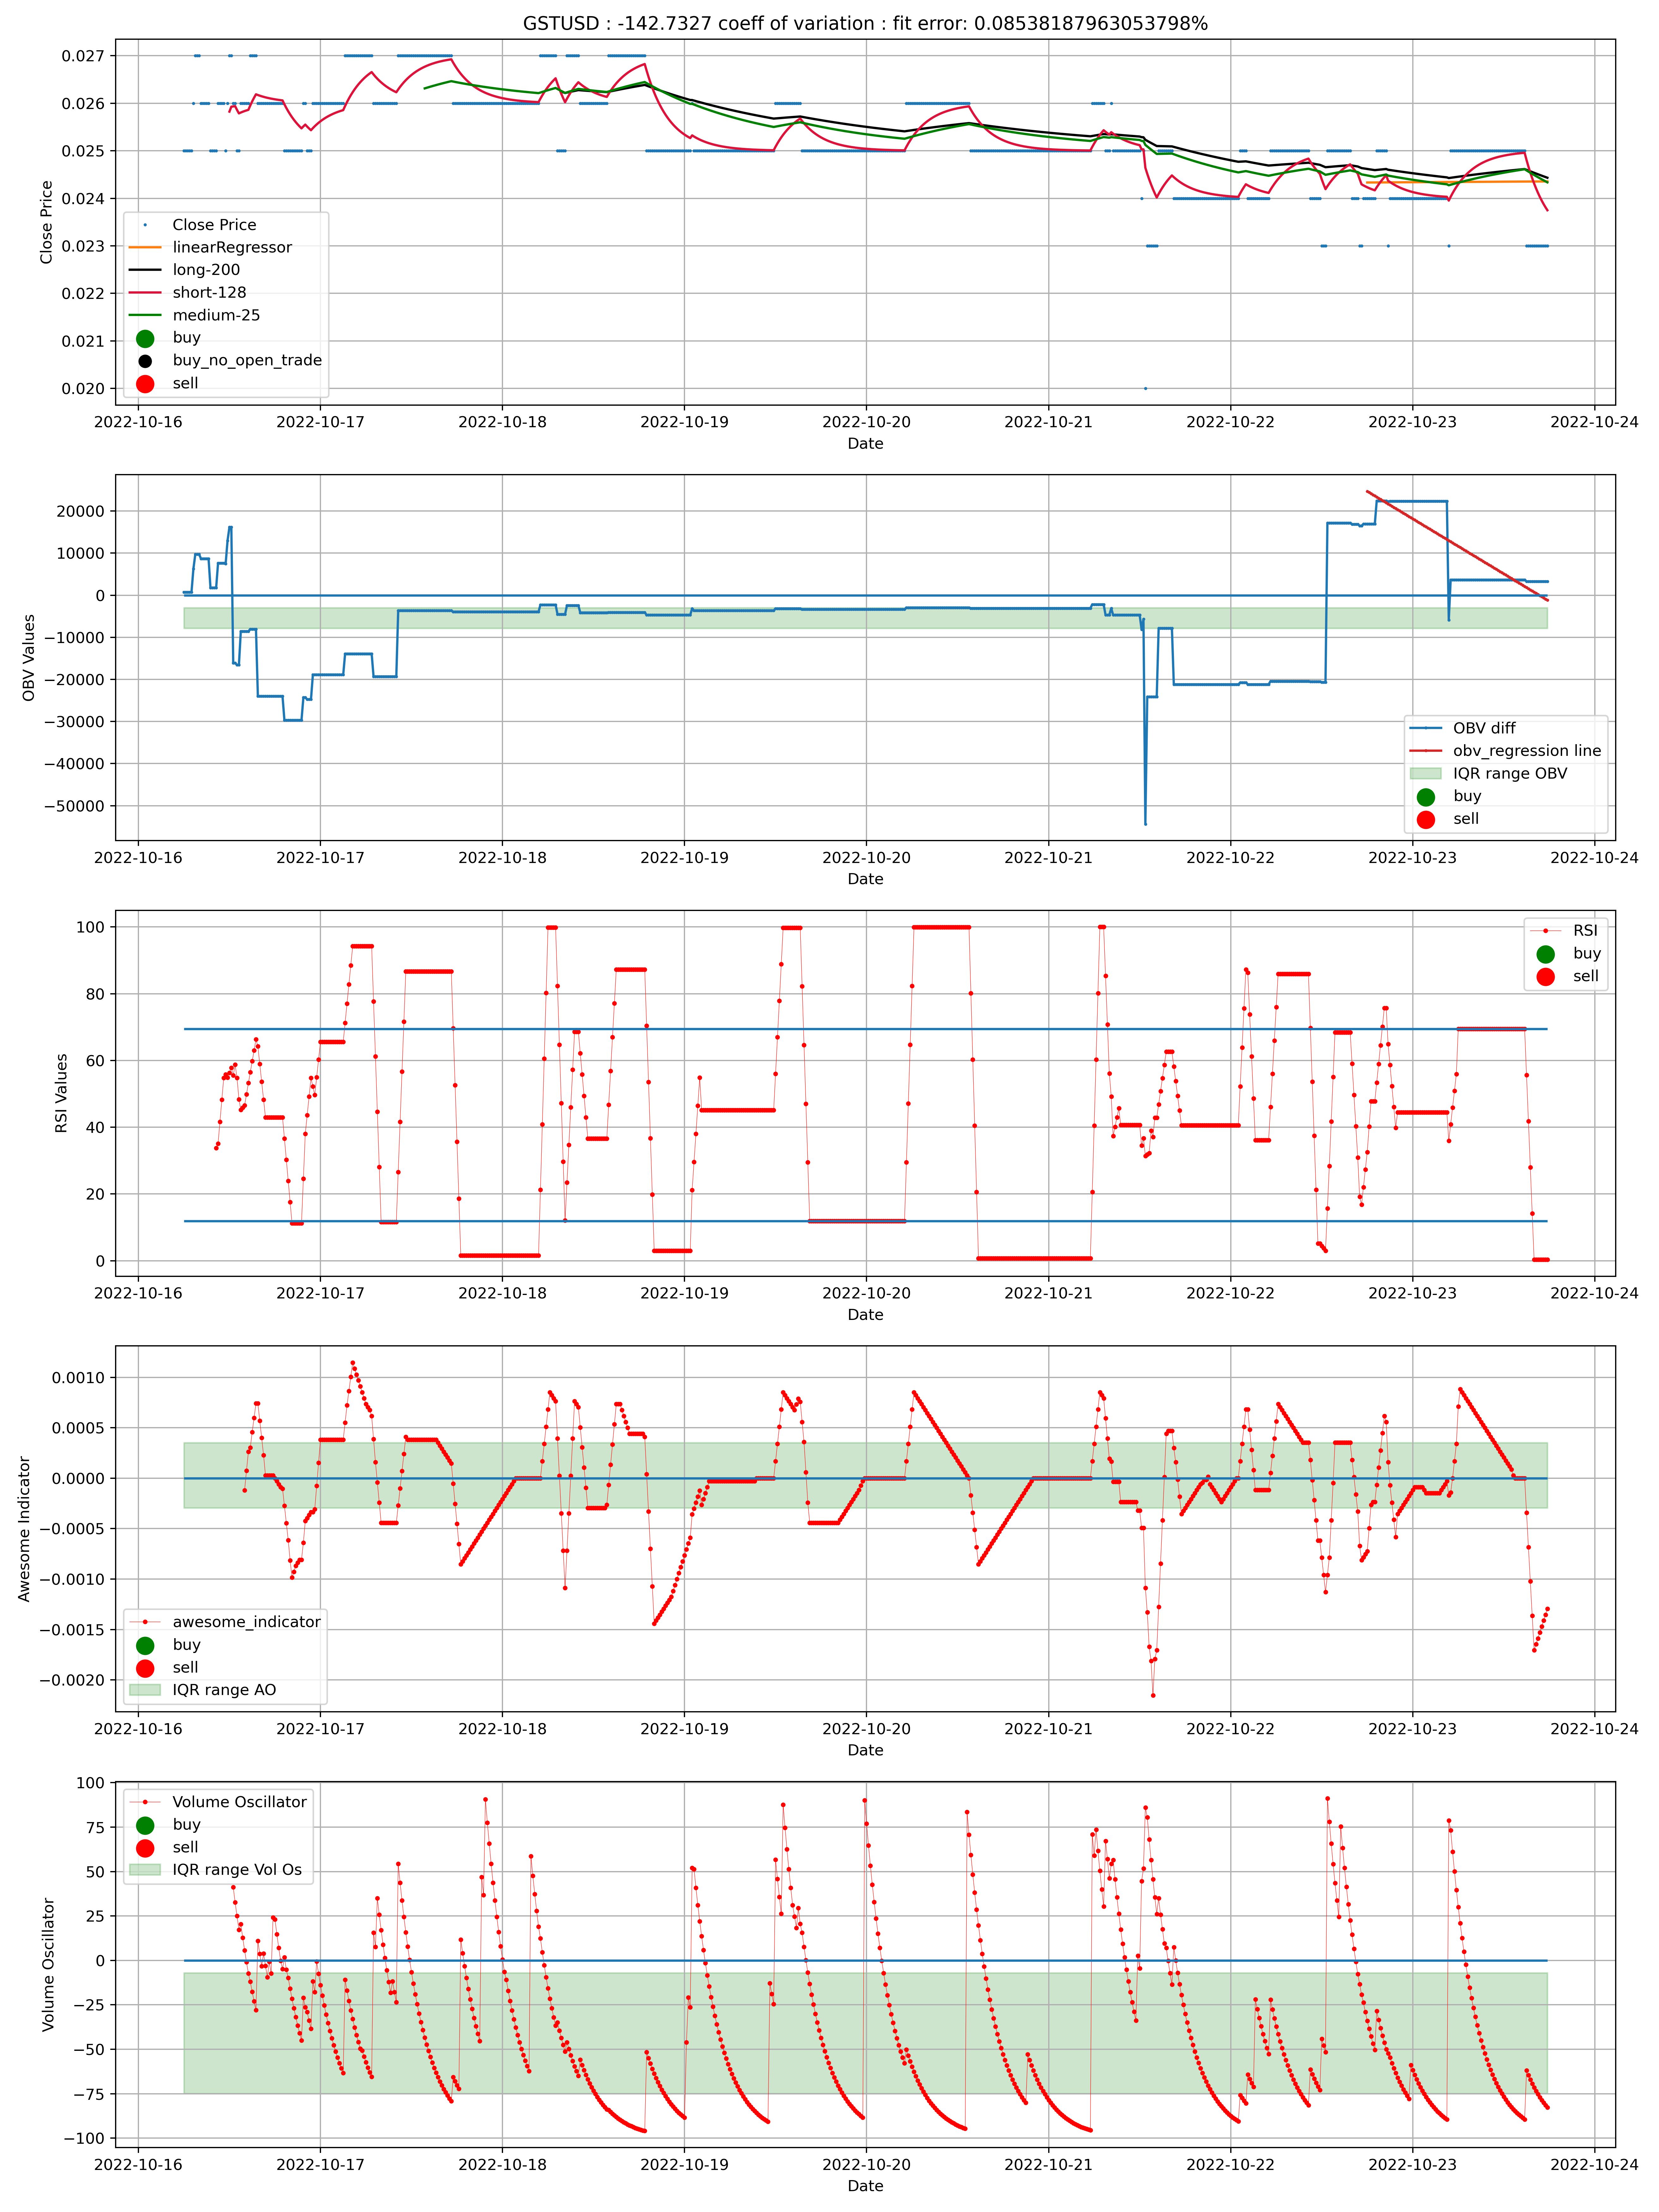 GSTUSD : -142.7327 coeff of variation : fit error: 0.08538187963053798%
0.027
0.026
0.025
0.024
0.023
0.022
0.021
0.020
Close Price
Close Price
linearRegressor
long-200
short-128
medium-25
buy
buy_no_open_trade
sell
2022-10-16 2022-10-17 2022-10-18 2022-10-19 2022-10-20 2022-10-21 2022-10-22 2022-10-23 2022-10-24
Date
20000
10000
0
−10000
−20000
−30000
−40000
−50000
OBV Values
OBV diff
obv_regression line
IQR range OBV
buy
sell
2022-10-16 2022-10-17 2022-10-18 2022-10-19 2022-10-20 2022-10-21 2022-10-22 2022-10-23 2022-10-24
Date
100
80
60
40
20
0
RSI Values
RSI
buy
sell
2022-10-16 2022-10-17 2022-10-18 2022-10-19 2022-10-20 2022-10-21 2022-10-22 2022-10-23 2022-10-24
Date
0.0010
0.0005
0.0000
−0.0005
−0.0010
−0.0015
−0.0020
Awesome Indicator
awesome_indicator
buy
sell
IQR range AO
2022-10-16 2022-10-17 2022-10-18 2022-10-19 2022-10-20 2022-10-21 2022-10-22 2022-10-23 2022-10-24
Date
100
75
50
25
0
−25
−50
−75
−100
Volume Oscillator
Volume Oscillator
buy
sell
IQR range Vol Os
2022-10-16 2022-10-17 2022-10-18 2022-10-19 2022-10-20 2022-10-21 2022-10-22 2022-10-23 2022-10-24
Date